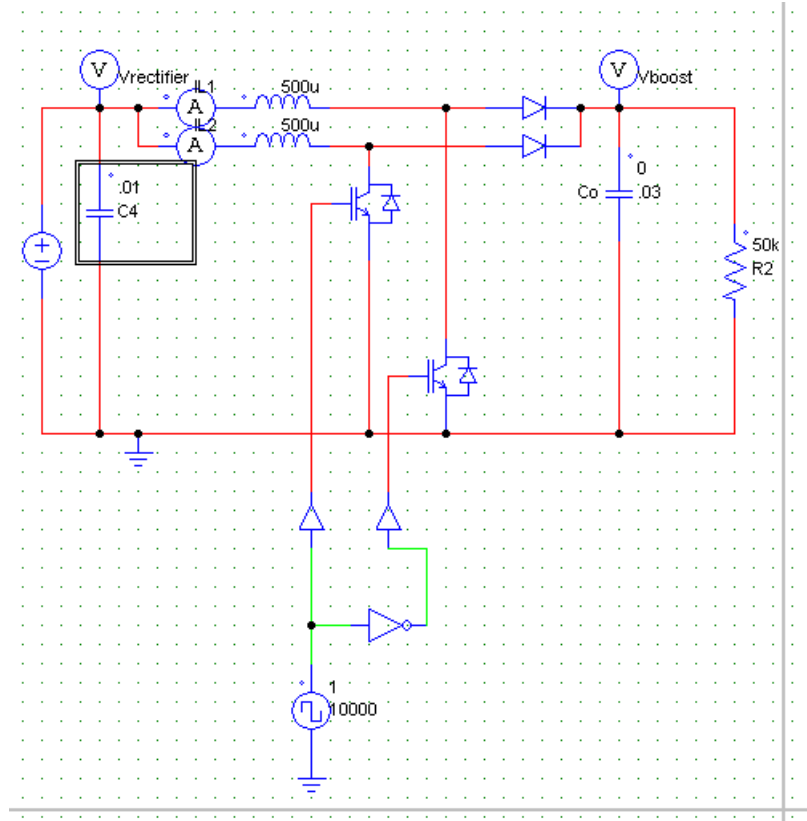 V
Vrectifier
IL1
A
500u
IL2
A
500u
V
Vboost
.01
C4
0
Co
.03
50k
R2
1
10000